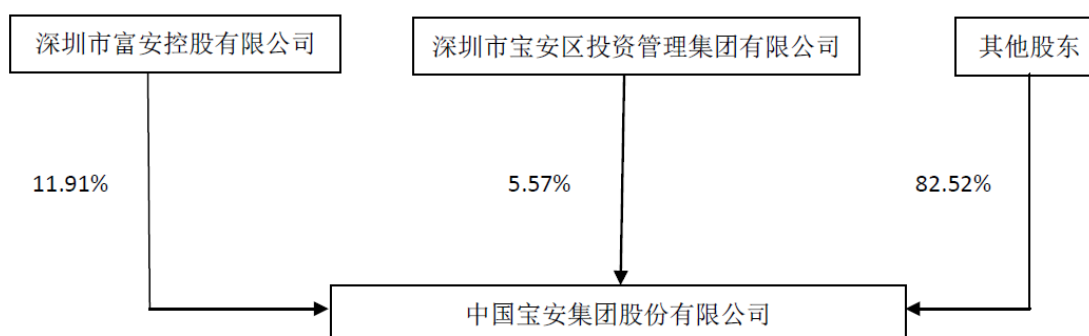 深圳市富安控股有限公司
深圳市宝安区投资管理集团有限公司
其他股东
11.91%
5.57%
82.52%
中国宝安集团股份有限公司